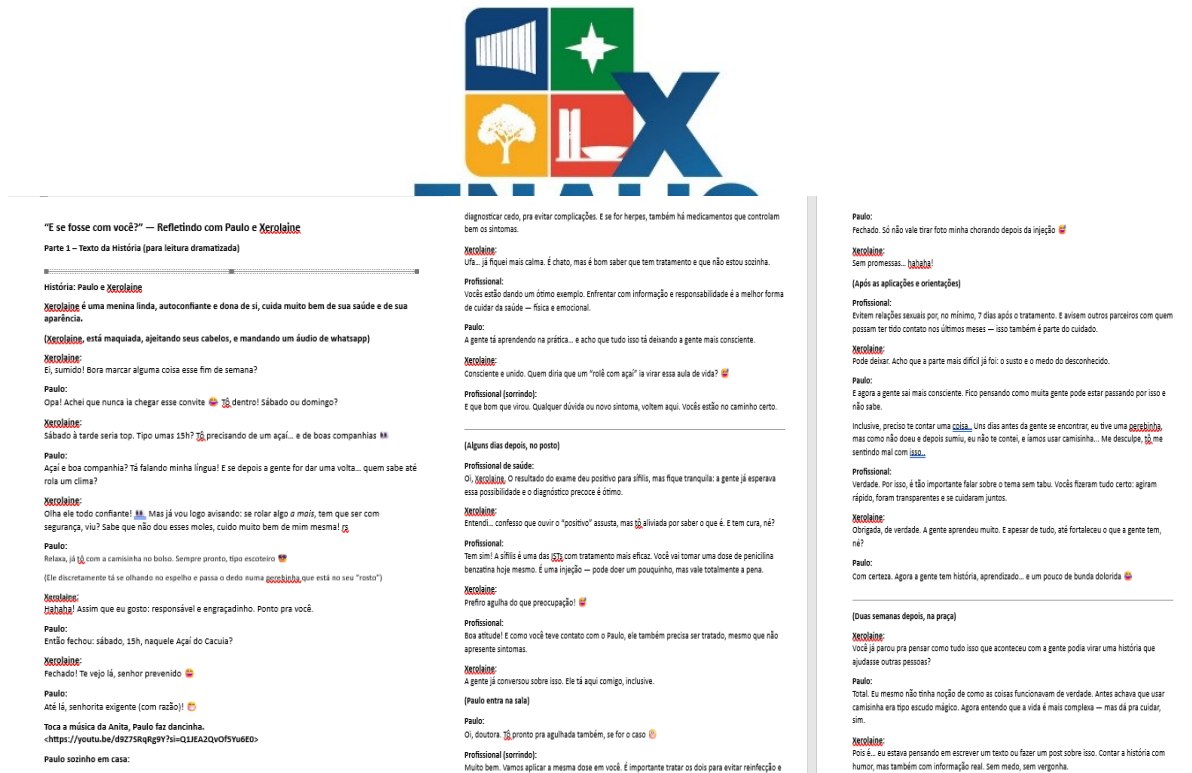 “E se fosse com você?” — Refletindo com Paulo e Xerolaine
Parte 1 – Texto da História (para leitura dramatizada)
História: Paulo e Xerolaine
Xerolaine é uma menina linda, autoconfiante e dona de si, cuida muito bem de sua saúde e de sua
aparência.
(Xerolaine, está maquiada, ajeitando seus cabelos, e mandando um áudio de whatsapp)
Xerolaine:
Ei, sumido! Bora marcar alguma coisa esse fim de semana?
Paulo:
Opa! Achei que nunca ia chegar esse convite 😄 Tô dentro! Sábado ou domingo?
Xerolaine:
Sábado à tarde seria top. Tipo umas 15h? Tô precisando de um açaí... e de boas companhias 👯
Paulo:
Açaí e boa companhia? Tá falando minha língua! E se depois a gente for dar uma volta... quem sabe até
rola um clima?
Xerolaine:
Olha ele todo confiante! 👯 Mas já vou logo avisando: se rolar algo a mais, tem que ser com
segurança, viu? Sabe que não dou esses moles, cuido muito bem de mim mesma! rs
Paulo:
Relaxa, já tô com a camisinha no bolso. Sempre pronto, tipo escoteiro 😎
(Ele discretamente tá se olhando no espelho e passa o dedo numa perebinha que está no seu “rosto”)
Xerolaine:
Hahaha! Assim que eu gosto: responsável e engraçadinho. Ponto pra você.
Paulo:
Então fechou: sábado, 15h, naquele Açaí do Cacuia?
Xerolaine:
Fechado! Te vejo lá, senhor prevenido 😄
Paulo:
Até lá, senhorita exigente (com razão)! 😁
Toca a música da Anita, Paulo faz dancinha.
<https://youtu.be/d9Z7SRqRg9Y?si=Q1JEA2QvOf5Yu6E0>
Paulo sozinho em casa:
diagnosticar cedo, pra evitar complicações. E se for herpes, também há medicamentos que controlam
bem os sintomas.
Xerolaine:
Ufa... já fiquei mais calma. É chato, mas é bom saber que tem tratamento e que não estou sozinha.
Profissional:
Vocês estão dando um ótimo exemplo. Enfrentar com informação e responsabilidade é a melhor forma
de cuidar da saúde — física e emocional.
Paulo:
A gente tá aprendendo na prática... e acho que tudo isso tá deixando a gente mais consciente.
Xerolaine:
Consciente e unido. Quem diria que um “rolê com açaí” ia virar essa aula de vida? 😅
Profissional (sorrindo):
E que bom que virou. Qualquer dúvida ou novo sintoma, voltem aqui. Vocês estão no caminho certo.
(Alguns dias depois, no posto)
Profissional de saúde:
Oi, Xerolaine, O resultado do exame deu positivo para sífilis, mas fique tranquila: a gente já esperava
essa possibilidade e o diagnóstico precoce é ótimo.
Xerolaine:
Entendi... confesso que ouvir o “positivo” assusta, mas tô aliviada por saber o que é. E tem cura, né?
Profissional:
Tem sim! A sífilis é uma das ISTs com tratamento mais eficaz. Você vai tomar uma dose de penicilina
benzatina hoje mesmo. É uma injeção — pode doer um pouquinho, mas vale totalmente a pena.
Xerolaine:
Prefiro agulha do que preocupação! 😅
Profissional:
Boa atitude! E como você teve contato com o Paulo, ele também precisa ser tratado, mesmo que não
apresente sintomas.
Xerolaine:
A gente já conversou sobre isso. Ele tá aqui comigo, inclusive.
(Paulo entra na sala)
Paulo:
Oi, doutora. Tô pronto pra agulhada também, se for o caso
Profissional (sorrindo):
Muito bem. Vamos aplicar a mesma dose em você. É importante tratar os dois para evitar reinfecção e
Paulo:
Fechado. Só não vale tirar foto minha chorando depois da injeção 😅
Xerolaine:
Sem promessas... hahaha!
(Após as aplicações e orientações)
Profissional:
Evitem relações sexuais por, no mínimo, 7 dias após o tratamento. E avisem outros parceiros com quem
possam ter tido contato nos últimos meses — isso também é parte do cuidado.
Xerolaine:
Pode deixar. Acho que a parte mais difícil já foi: o susto e o medo do desconhecido.
Paulo:
E agora a gente sai mais consciente. Fico pensando como muita gente pode estar passando por isso e
não sabe.
Inclusive, preciso te contar uma coisa.. Uns dias antes da gente se encontrar, eu tive uma perebinha,
mas como não doeu e depois sumiu, eu não te contei, e íamos usar camisinha... Me desculpe, tô me
sentindo mal com isso..
Profissional:
Verdade. Por isso, é tão importante falar sobre o tema sem tabu. Vocês fizeram tudo certo: agiram
rápido, foram transparentes e se cuidaram juntos.
Xerolaine:
Obrigada, de verdade. A gente aprendeu muito. E apesar de tudo, até fortaleceu o que a gente tem,
né?
Paulo:
Com certeza. Agora a gente tem história, aprendizado... e um pouco de bunda dolorida 😄
(Duas semanas depois, na praça)
Xerolaine:
Você já parou pra pensar como tudo isso que aconteceu com a gente podia virar uma história que
ajudasse outras pessoas?
Paulo:
Total. Eu mesmo não tinha noção de como as coisas funcionavam de verdade. Antes achava que usar
camisinha era tipo escudo mágico. Agora entendo que a vida é mais complexa — mas dá pra cuidar,
sim.
Xerolaine:
Pois é... eu estava pensando em escrever um texto ou fazer um post sobre isso. Contar a história com
humor, mas também com informação real. Sem medo, sem vergonha.